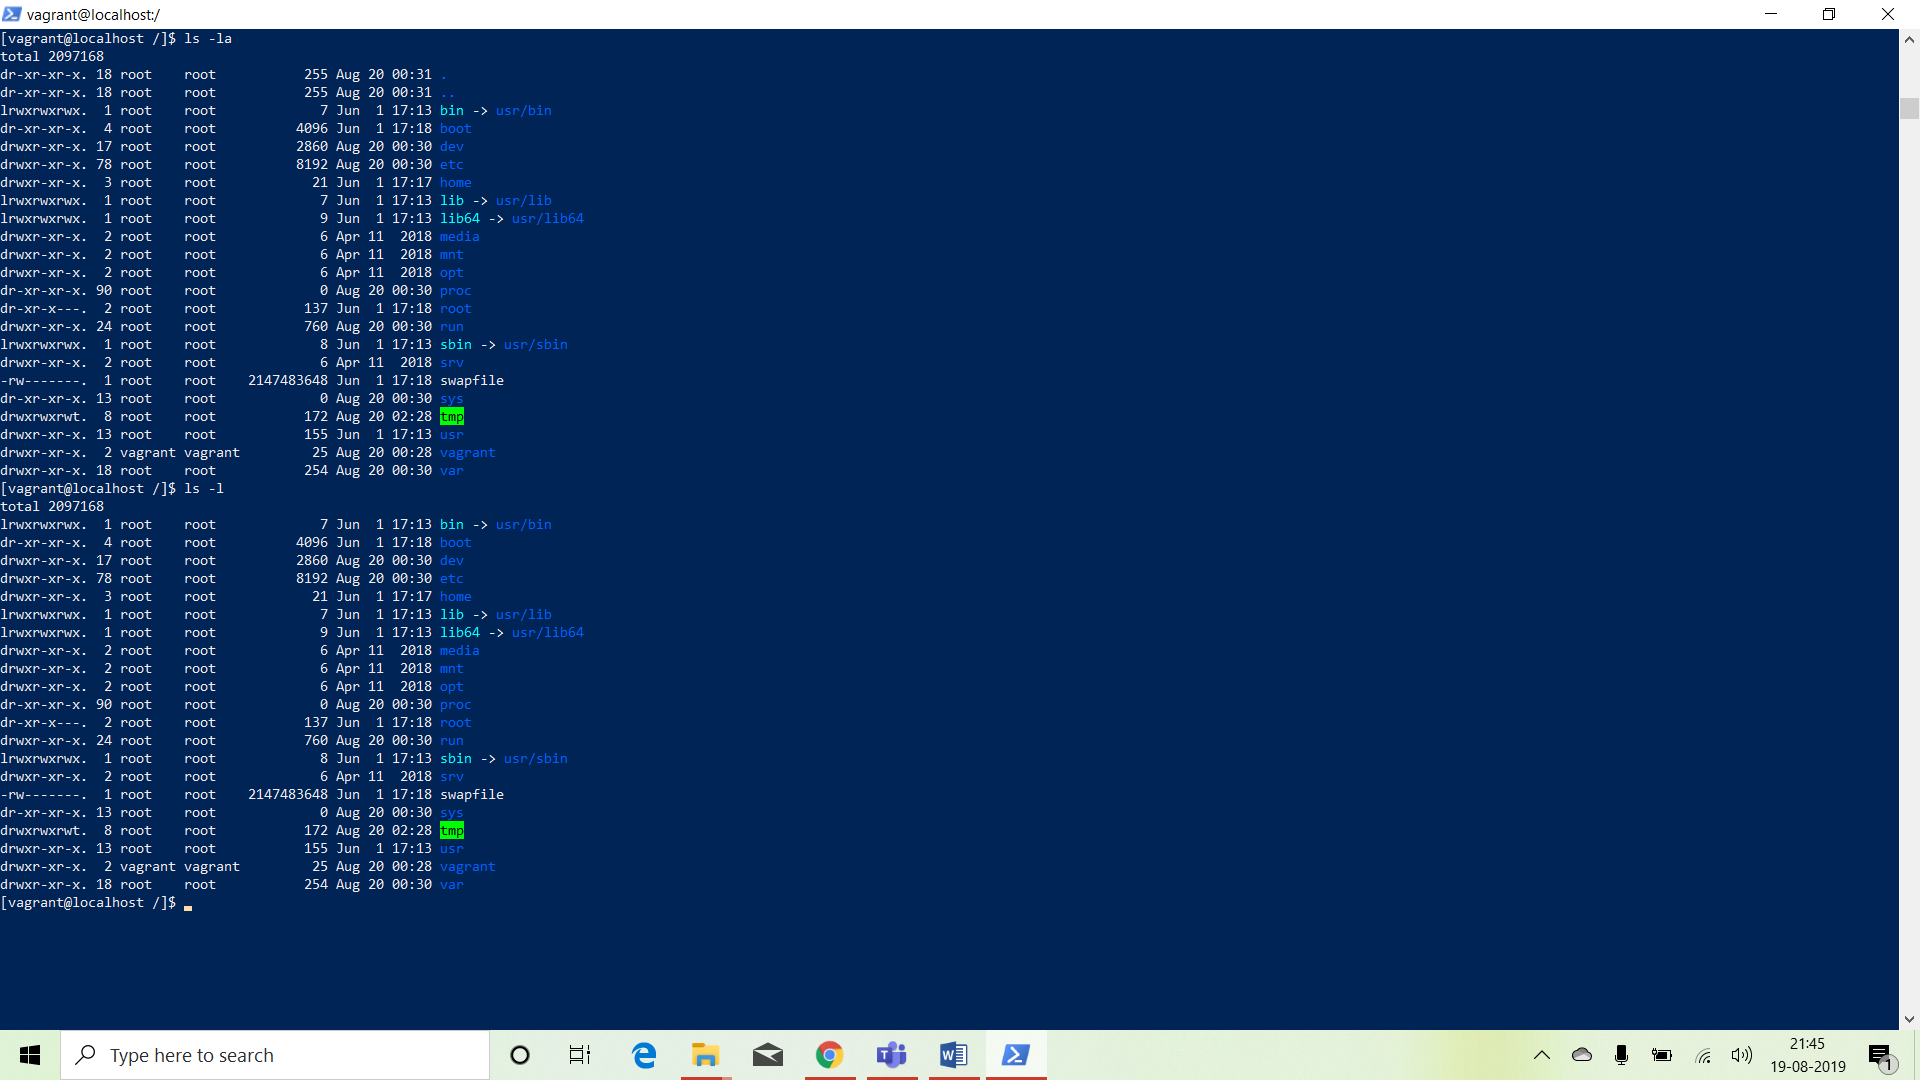 vagrant@localhost:/
[vagrant@localhost /]$ ls -la
total 2097168
dr-xr-xr-x. 18 root    root           255 Aug 20 00:31 .
dr-xr-xr-x. 18 root    root           255 Aug 20 00:31 ..
lrwxrwxrwx.  1 root    root             7 Jun  1 17:13 bin -> usr/bin
dr-xr-xr-x.  4 root    root          4096 Jun  1 17:18 boot
drwxr-xr-x. 17 root    root          2860 Aug 20 00:30 dev
drwxr-xr-x. 78 root    root          8192 Aug 20 00:30 etc
drwxr-xr-x.  3 root    root            21 Jun  1 17:17 home
lrwxrwxrwx.  1 root    root             7 Jun  1 17:13 lib -> usr/lib
lrwxrwxrwx.  1 root    root             9 Jun  1 17:13 lib64 -> usr/lib64
drwxr-xr-x.  2 root    root             6 Apr 11  2018 media
drwxr-xr-x.  2 root    root             6 Apr 11  2018 mnt
drwxr-xr-x.  2 root    root             6 Apr 11  2018 opt
dr-xr-xr-x. 90 root    root             0 Aug 20 00:30 proc
dr-xr-x---.  2 root    root           137 Jun  1 17:18 root
drwxr-xr-x. 24 root    root           760 Aug 20 00:30 run
lrwxrwxrwx.  1 root    root             8 Jun  1 17:13 sbin -> usr/sbin
drwxr-xr-x.  2 root    root             6 Apr 11  2018 srv
-rw-------.  1 root    root    2147483648 Jun  1 17:18 swapfile
dr-xr-xr-x. 13 root    root             0 Aug 20 00:30 sys
drwxrwxrwt.  8 root    root           172 Aug 20 02:28 tmp
drwxr-xr-x. 13 root    root           155 Jun  1 17:13 usr
drwxr-xr-x.  2 vagrant vagrant         25 Aug 20 00:28 vagrant
drwxr-xr-x. 18 root    root           254 Aug 20 00:30 var
[vagrant@localhost /]$ ls -l
total 2097168
lrwxrwxrwx.  1 root    root             7 Jun  1 17:13 bin -> usr/bin
dr-xr-xr-x.  4 root    root          4096 Jun  1 17:18 boot
drwxr-xr-x. 17 root    root          2860 Aug 20 00:30 dev
drwxr-xr-x. 78 root    root          8192 Aug 20 00:30 etc
drwxr-xr-x.  3 root    root            21 Jun  1 17:17 home
lrwxrwxrwx.  1 root    root             7 Jun  1 17:13 lib -> usr/lib
lrwxrwxrwx.  1 root    root             9 Jun  1 17:13 lib64 -> usr/lib64
drwxr-xr-x.  2 root    root             6 Apr 11  2018 media
drwxr-xr-x.  2 root    root             6 Apr 11  2018 mnt
drwxr-xr-x.  2 root    root             6 Apr 11  2018 opt
dr-xr-xr-x. 90 root    root             0 Aug 20 00:30 proc
dr-xr-x---.  2 root    root           137 Jun  1 17:18 root
drwxr-xr-x. 24 root    root           760 Aug 20 00:30 run
lrwxrwxrwx.  1 root    root             8 Jun  1 17:13 sbin -> usr/sbin
drwxr-xr-x.  2 root    root             6 Apr 11  2018 srv
-rw-------.  1 root    root    2147483648 Jun  1 17:18 swapfile
dr-xr-xr-x. 13 root    root             0 Aug 20 00:30 sys
drwxrwxrwt.  8 root    root           172 Aug 20 02:28 tmp
drwxr-xr-x. 13 root    root           155 Jun  1 17:13 usr
drwxr-xr-x.  2 vagrant vagrant         25 Aug 20 00:28 vagrant
drwxr-xr-x. 18 root    root           254 Aug 20 00:30 var
[vagrant@localhost /]$
Type here to search
21:45
19-08-2019
1